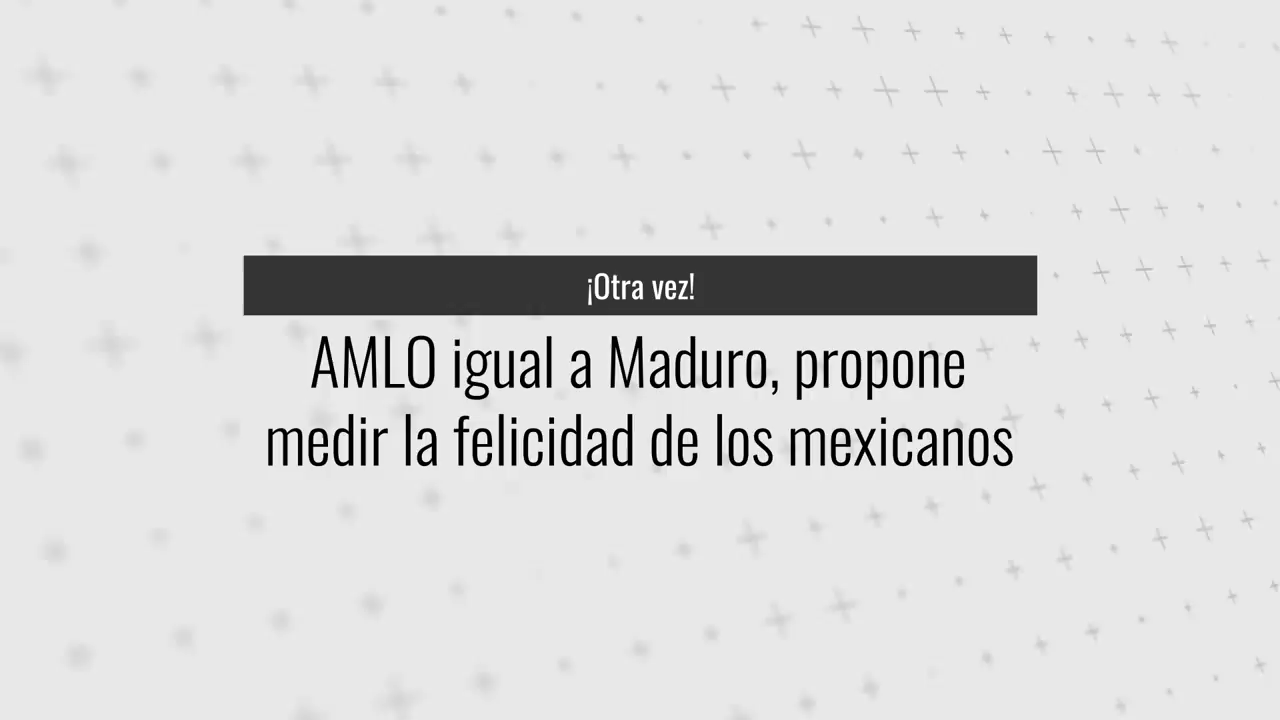 ¡Otra vez!
AMLO igual a Maduro, propone
medir la felicidad de los mexicanos